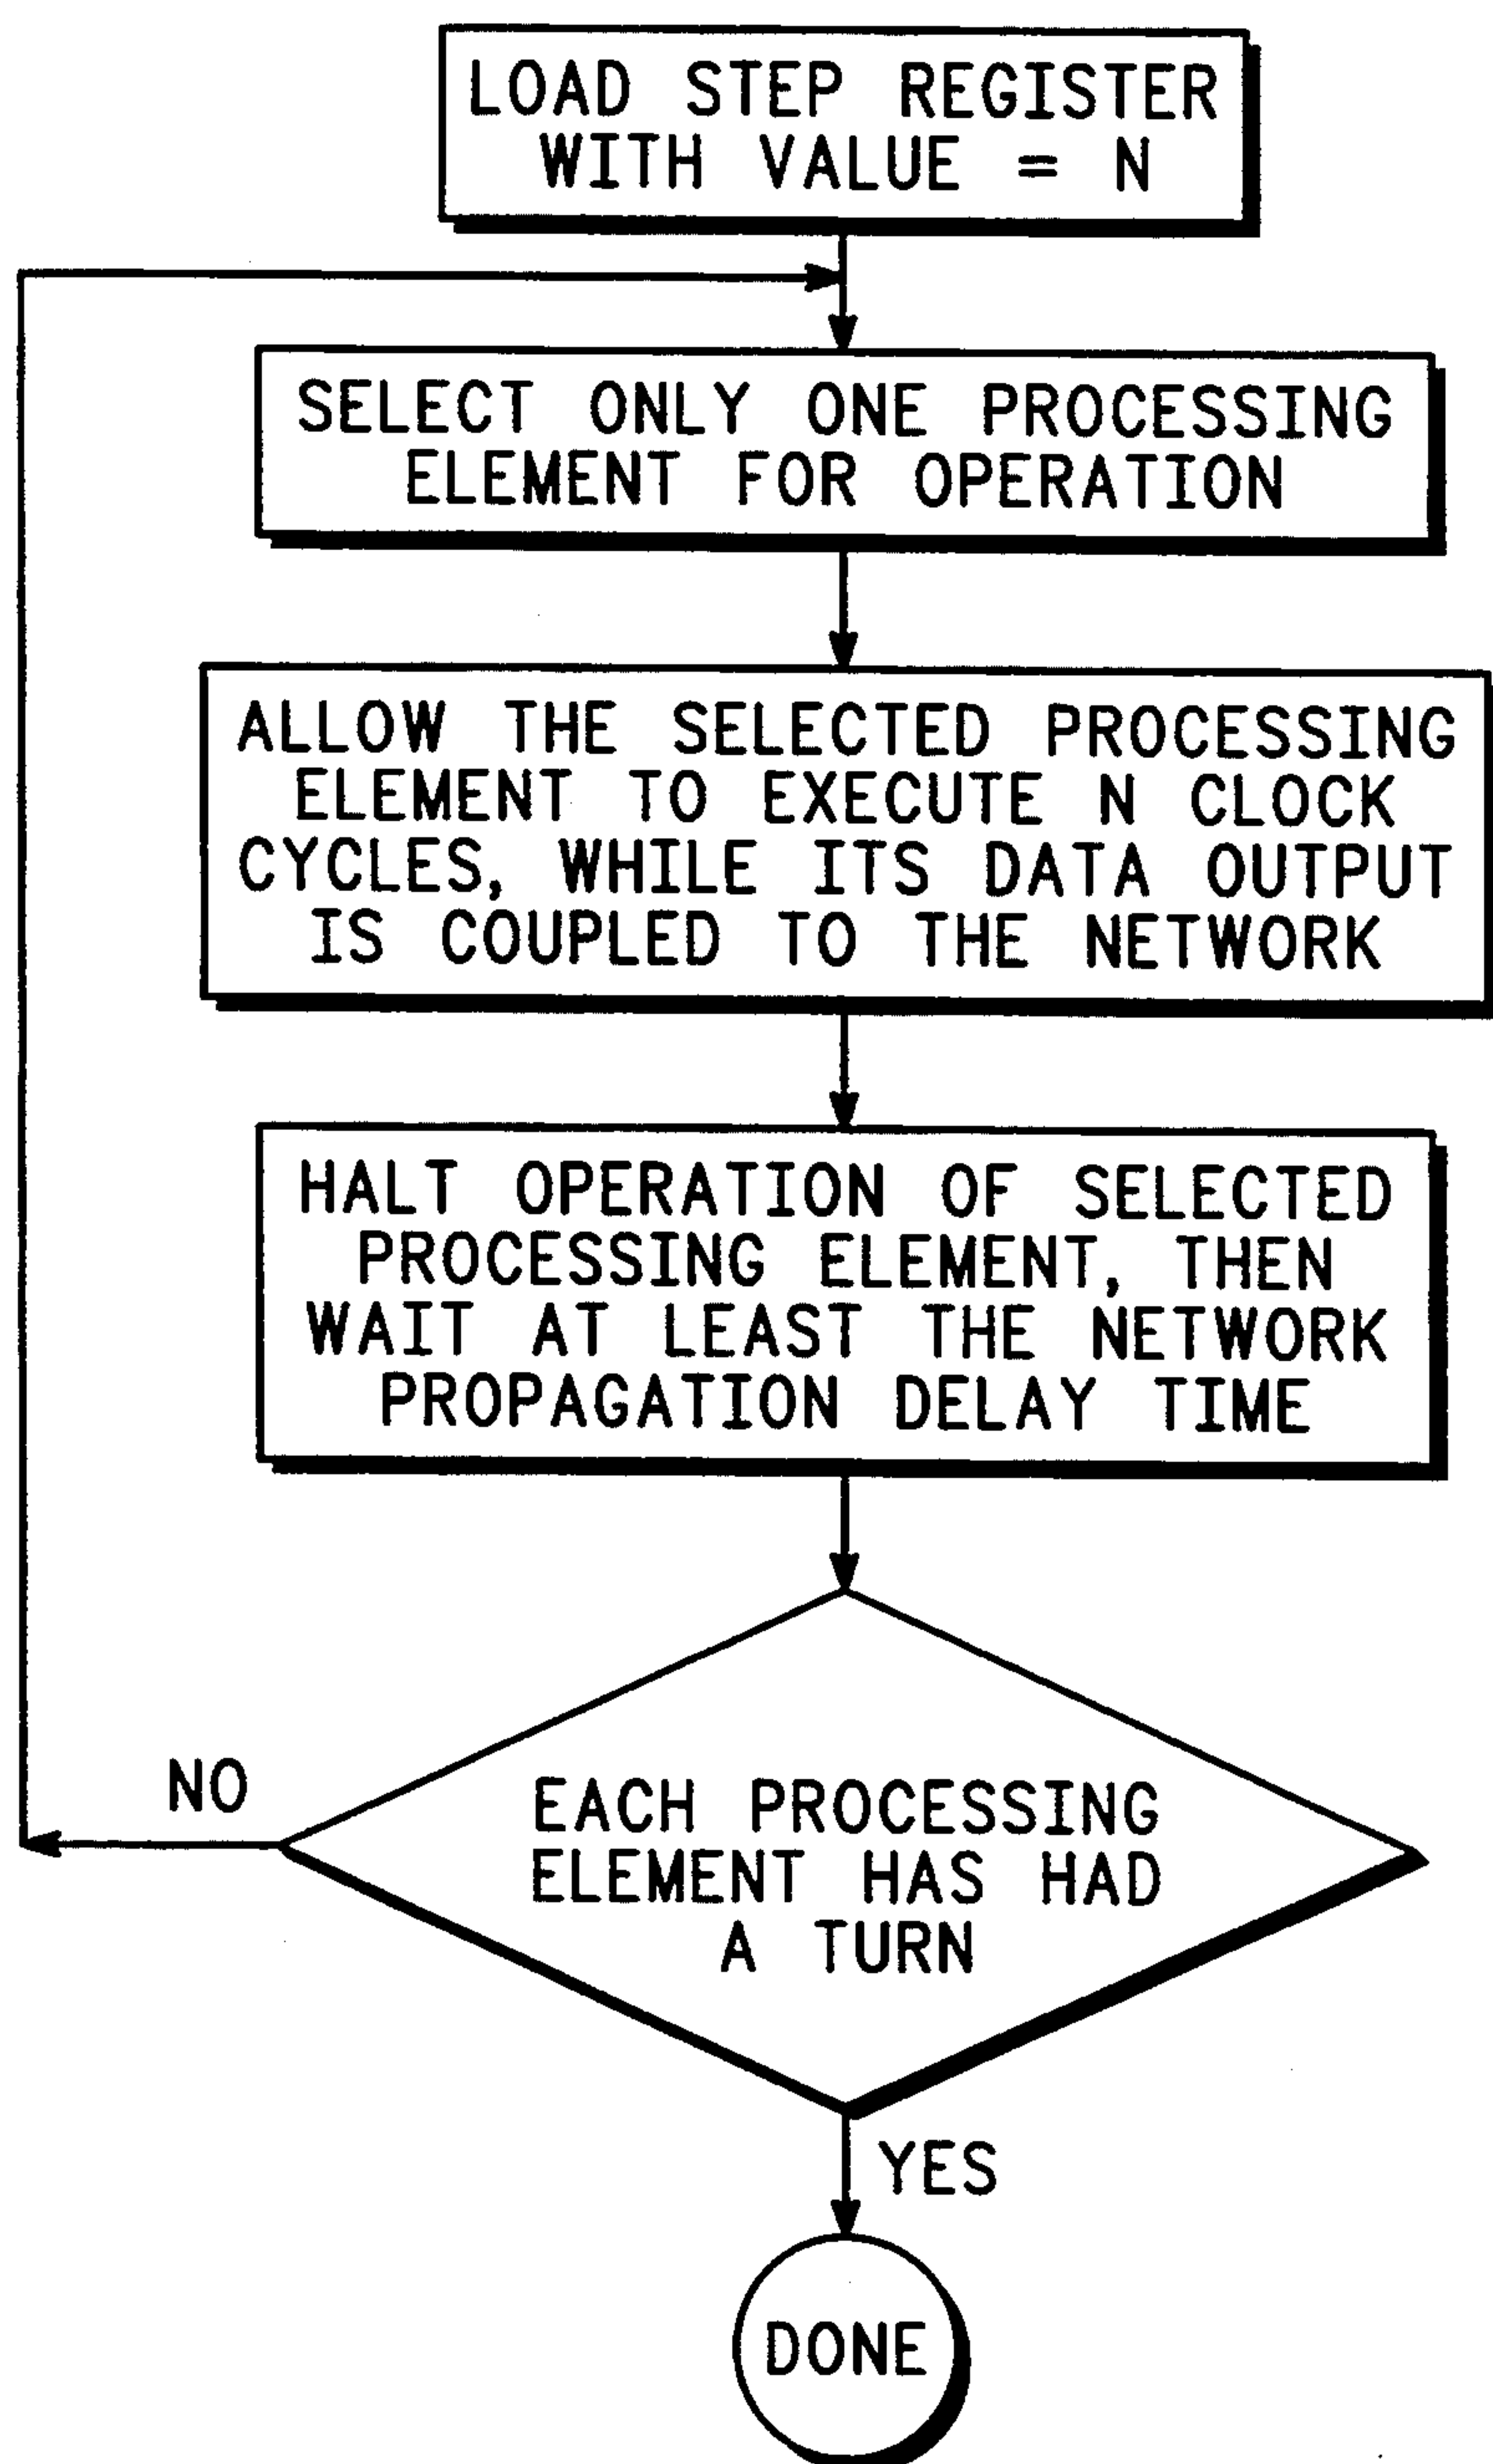 LOAD STEP REGISTER
WITH VALUE = N
SELECT ONLY ONE PROCESSING
ELEMENT FOR OPERATION
ALLOW THE SELECTED PROCESSING
ELEMENT TO EXECUTE N CLOCK
CYCLES, WHILE ITS DATA OUTPUT
IS COUPLED TO THE NETWORK
HALT OPERATION OF SELECTED
PROCESSING ELEMENT, THEN
WAIT AT LEAST THE NETWORK
PROPAGATION DELAY TIME
NO
EACH PROCESSING
ELEMENT HAS HAD
A TURN
YES
DONE